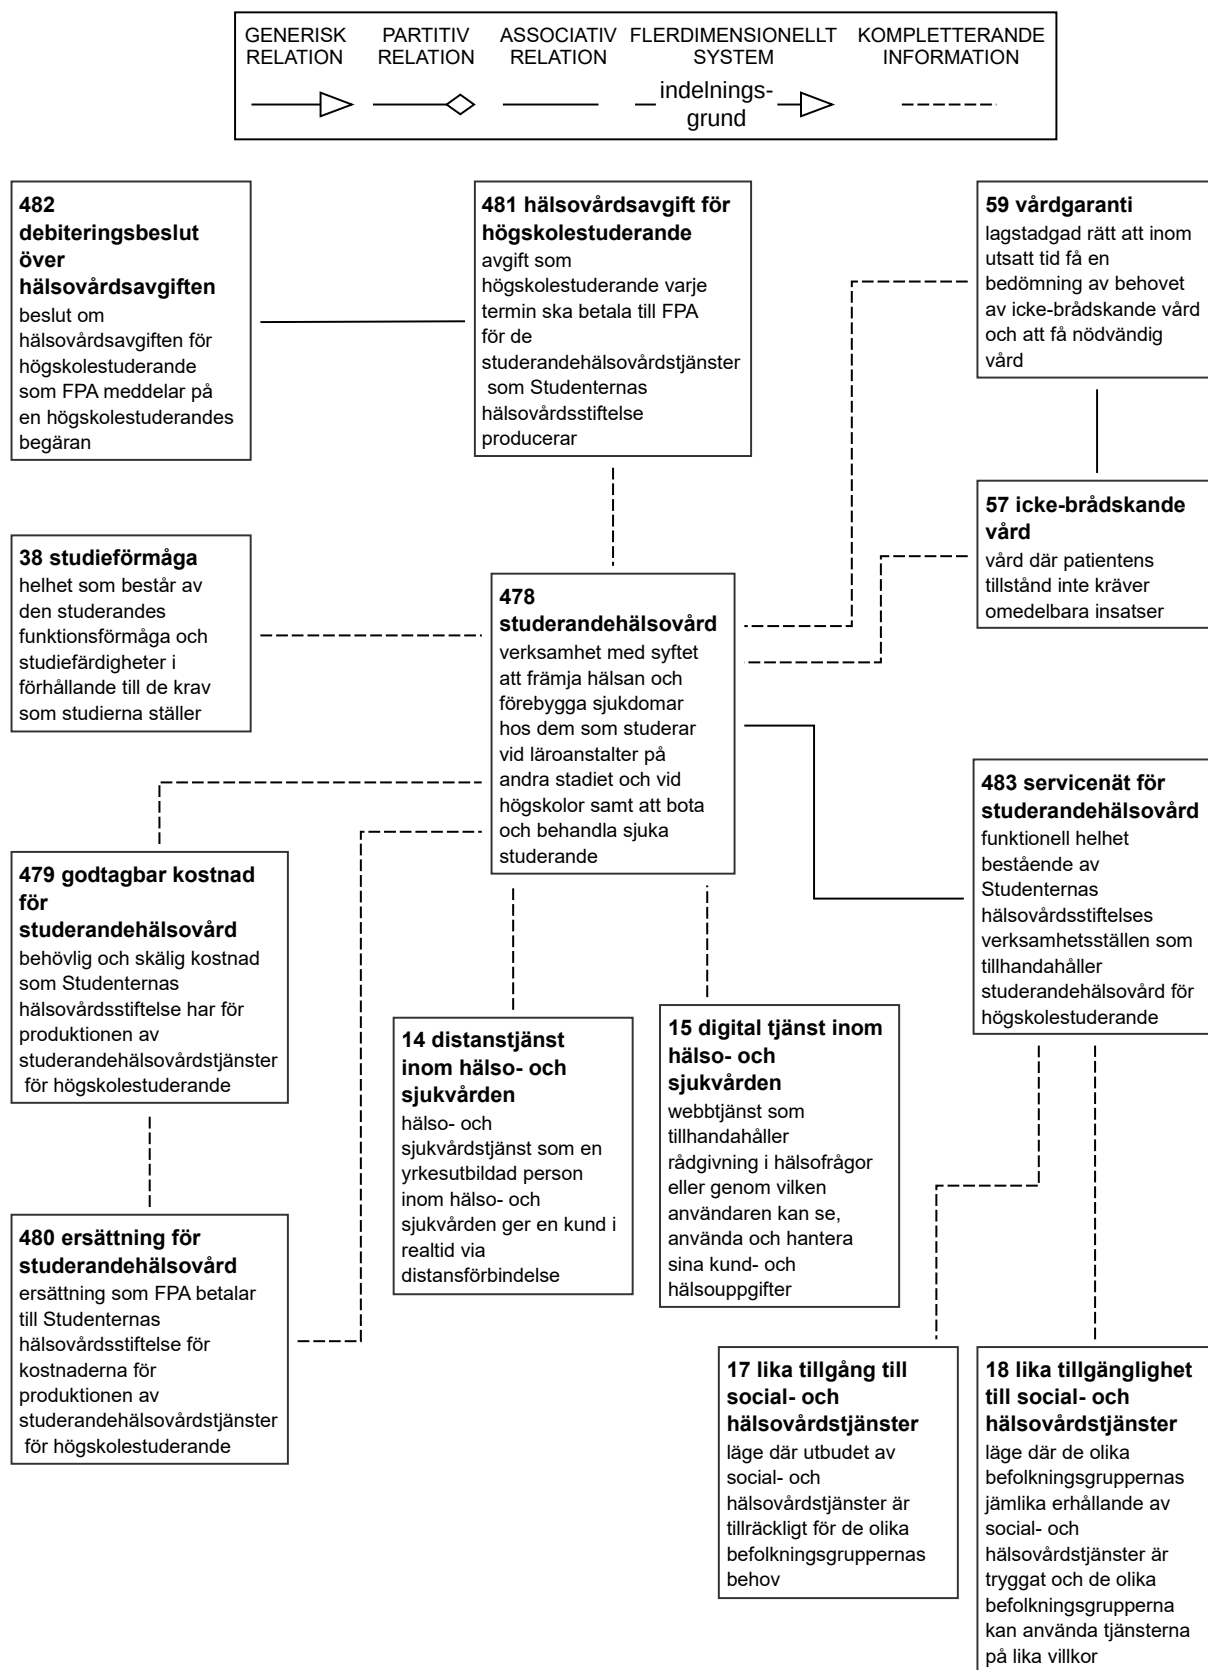 GENERISK
RELATION
PARTITIV
RELATION
ASSOCIATIV
RELATION
FLERDIMENSIONELLT
SYSTEM
indelnings-
grund
KOMPLETTERANDE
INFORMATION
482
debiteringsbeslut
över
hälsovårdsavgiften
beslut om
hälsovårdsavgiften för
högskolestuderande
som FPA meddelar på
en högskolestuderandes
begäran
481 hälsovårdsavgift för
högskolestuderande
avgift som
högskolestuderande varje
termin ska betala till FPA
för de
studerandehälsovårdstjänster
som Studenternas
hälsovårdsstiftelse
producerar
59 vårdgaranti
lagstadgad rätt att inom
utsatt tid få en
bedömning av behovet
av icke-brådskande vård
och att få nödvändig
vård
57 icke-brådskande
vård
vård där patientens
tillstånd inte kräver
omedelbara insatser
38 studieförmåga
helhet som består av
den studerandes
funktionsförmåga och
studiefärdigheter i
förhållande till de krav
som studierna ställer
478
studerandehälsovård
verksamhet med syftet
att främja hälsan och
förebygga sjukdomar
hos dem som studerar
vid läroanstalter på
andra stadiet och vid
högskolor samt att bota
och behandla sjuka
studerande
483 servicenät för
studerandehälsovård
funktionell helhet
bestående av
Studenternas
hälsovårdsstiftelses
verksamhetsställen som
tillhandahåller
studerandehälsovård för
högskolestuderande
479 godtagbar kostnad
för
studerandehälsovård
behövlig och skälig kostnad
som Studenternas
hälsovårdsstiftelse har för
produktionen av
studerandehälsovårdstjänster
för högskolestuderande
14 distanstjänst
inom hälso- och
sjukvården
hälso- och
sjukvårdstjänst som en
yrkesutbildad person
inom hälso- och
sjukvården ger en kund i
realtid via
distansförbindelse
15 digital tjänst inom
hälso- och
sjukvården
webbtjänst som
tillhandahåller
rådgivning i hälsofrågor
eller genom vilken
användaren kan se,
använda och hantera
sina kund- och
hälsouppgifter
480 ersättning för
studerandehälsovård
ersättning som FPA betalar
till Studenternas
hälsovårdsstiftelse för
kostnaderna för
produktionen av
studerandehälsovårdstjänster
för högskolestuderande
17 lika tillgång till
social- och
hälsovårdstjänster
läge där utbudet av
social- och
hälsovårdstjänster är
tillräckligt för de olika
befolkningsgruppernas
behov
18 lika tillgänglighet
till social- och
hälsovårdstjänster
läge där de olika
befolkningsgruppernas
jämlika erhållande av
social- och
hälsovårdstjänster är
tryggat och de olika
befolkningsgrupperna
kan använda tjänsterna
på lika villkor